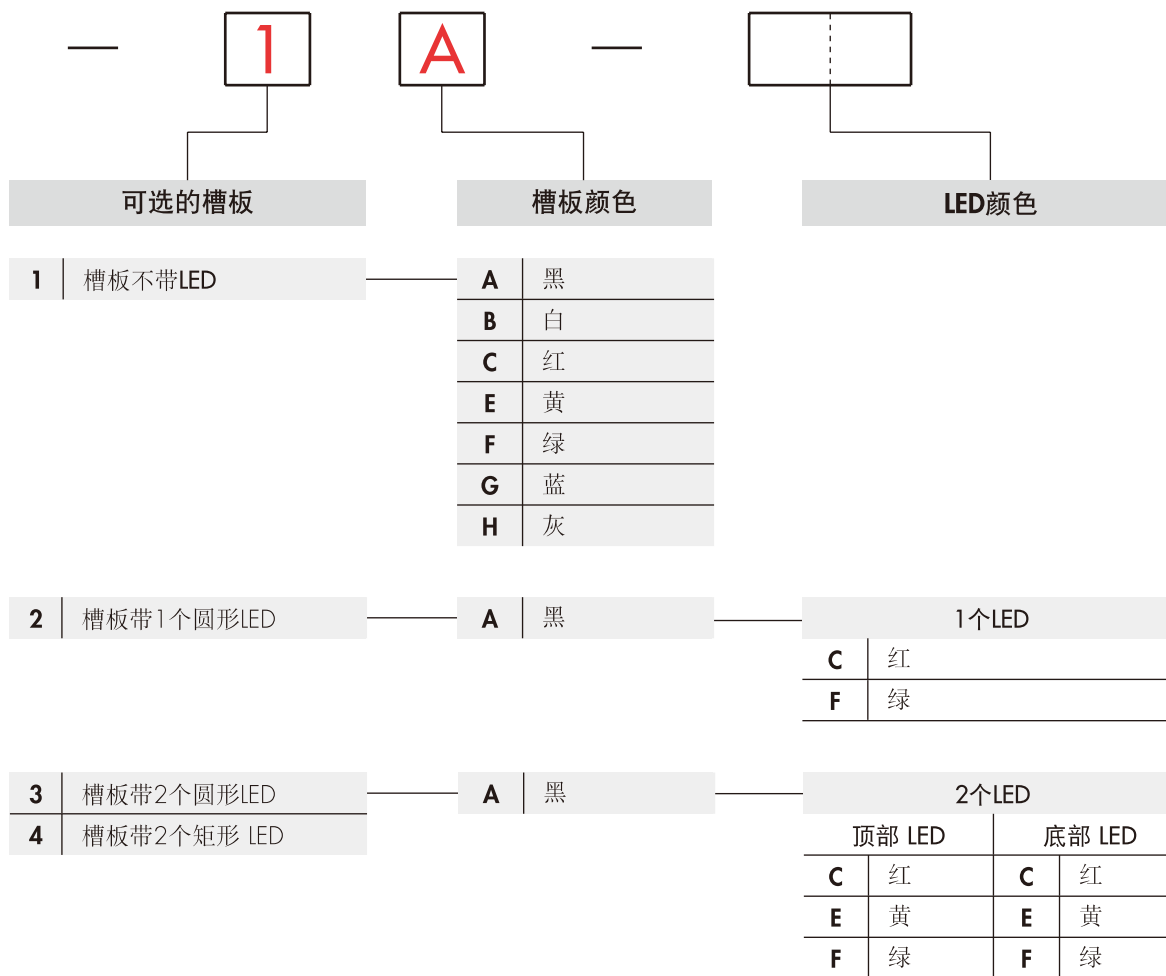 — 1 A —
可选的槽板 槽板颜色 LED颜色
1 槽板不带LED A 黑
B 白
C 红
E 黄
F 绿
G 蓝
H 灰
2 槽板带1个圆形LED A 黑 1个LED
C 红
F 绿
3 槽板带2个圆形LED A 黑 2个LED
4 槽板带2个矩形 LED 顶部 LED 底部 LED
C 红 C 红
E 黄 E 黄
F 绿 F 绿